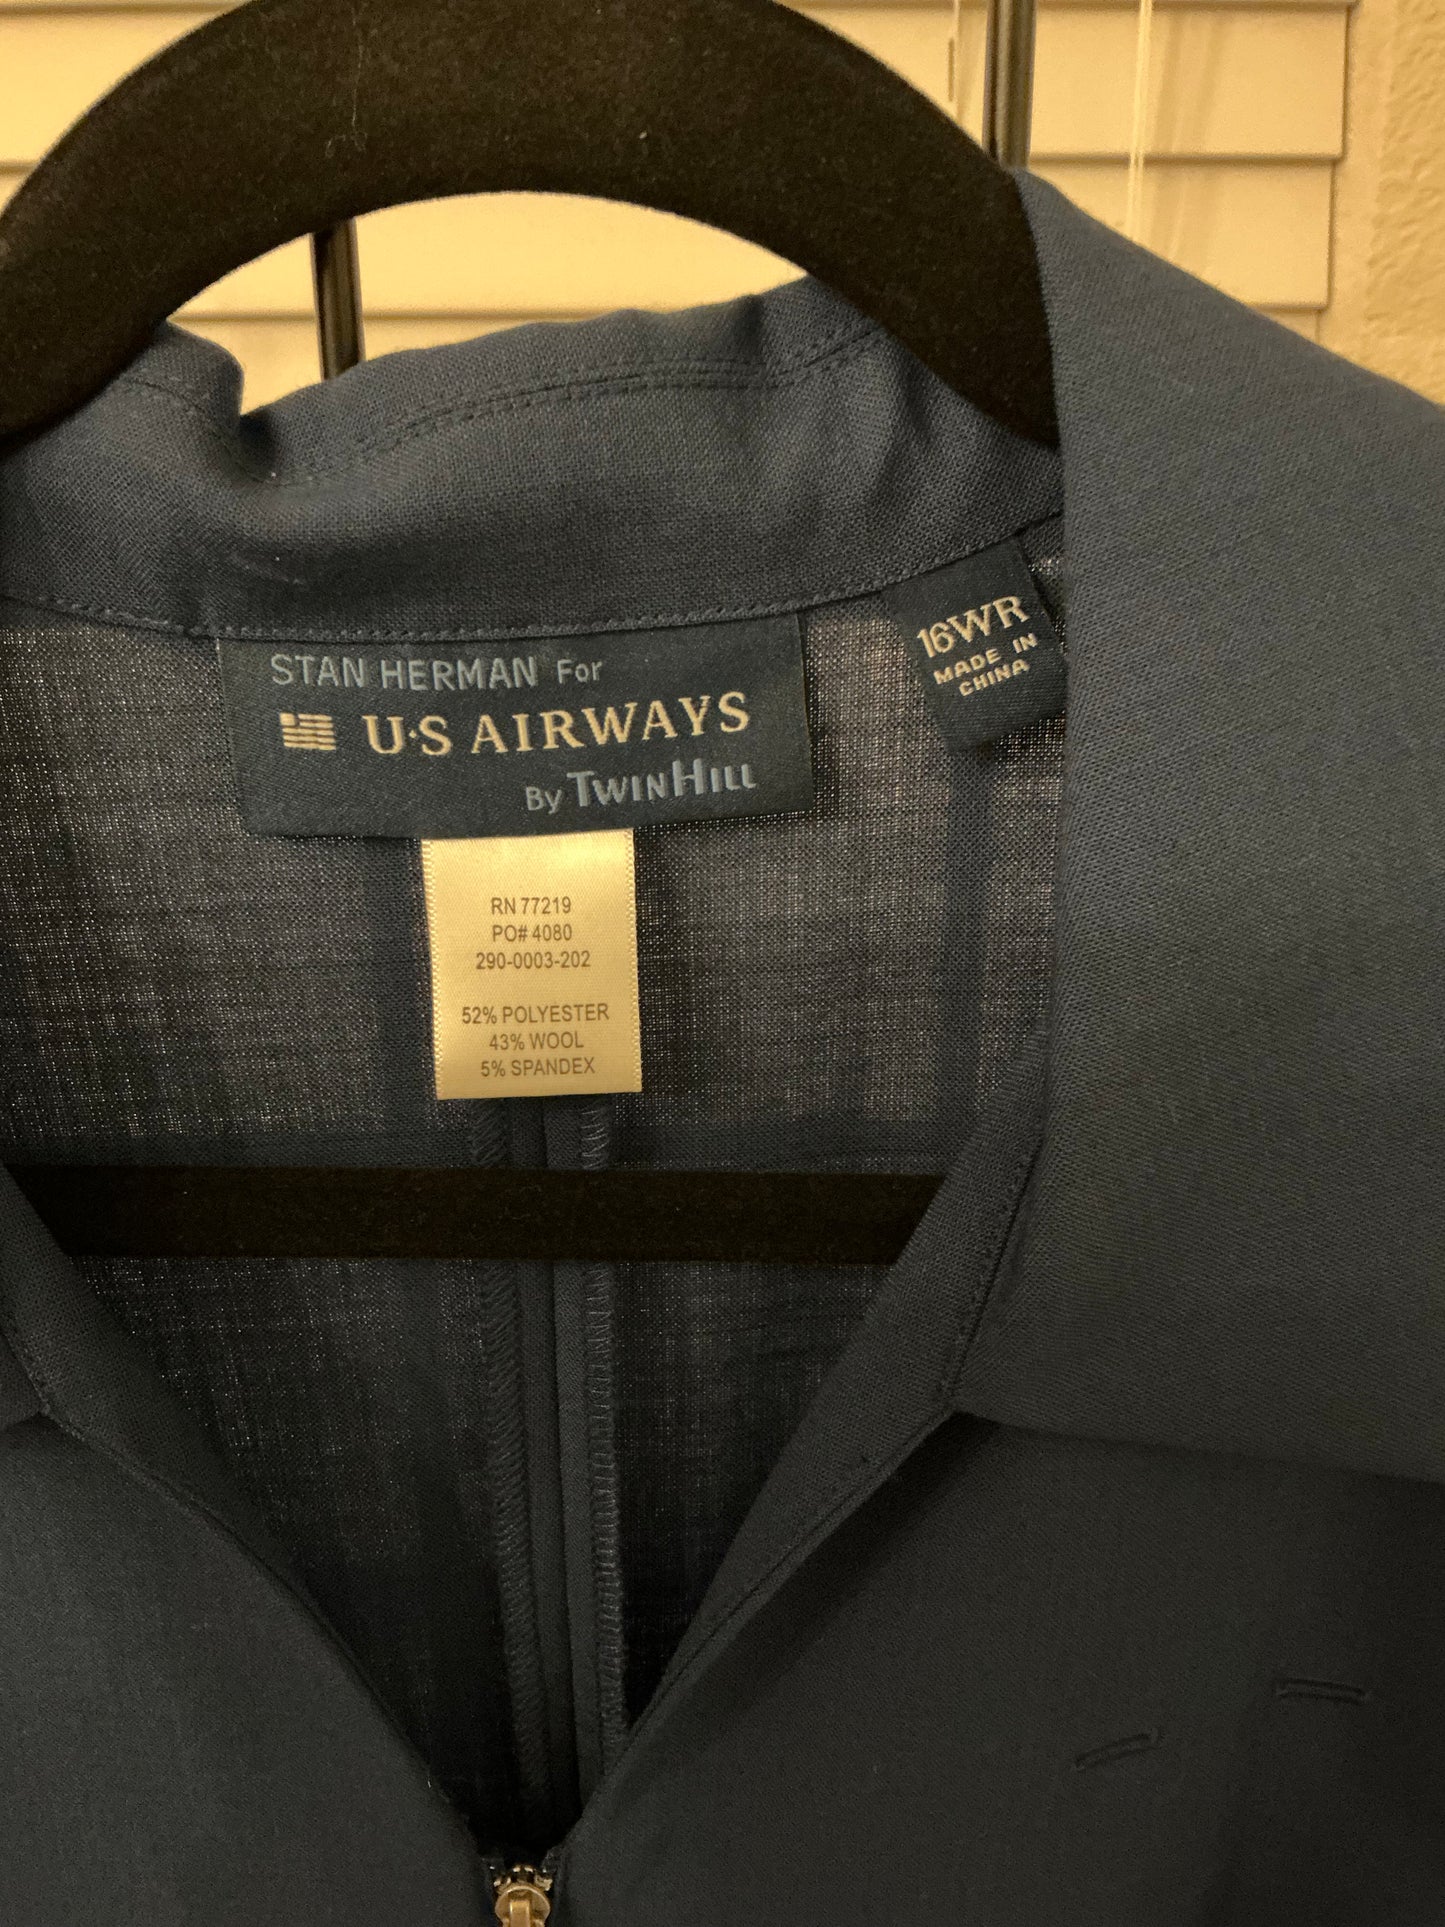 STAN HERMAN For
U·S AIRWAYS
By TWINHILL
16WR
MADE IN
CHINA
RN 77219
PO# 4080
290-0003-202
52% POLYESTER
43% WOOL
5% SPANDEX